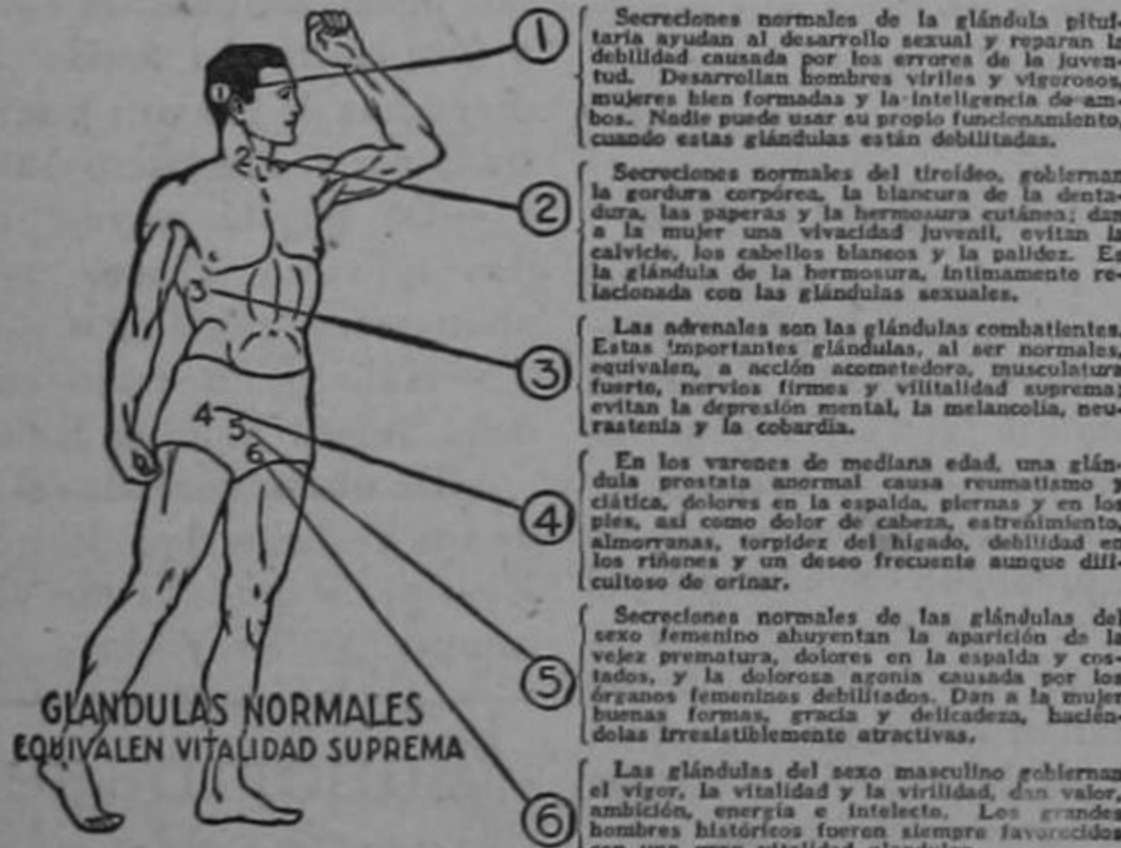 1
Secreciones normales de la glándula pitui-
taria ayudan al desarrollo sexual y reparan la
debilidad causada por los errores de la juven-
tud. Desarrollan hombres viriles y vigorosos,
mujeres bien formadas y la inteligencia de am-
bos. Nadie puede usar su propio funcionamiento,
cuando estas glándulas están debilitadas.
2
Secreciones normales del tiroideo, gobiernan
la gordura corpórea, la blancura de la denta-
dura, las paperas y la hermosura cutánea; dan
a la mujer una vivacidad juvenil, evitan la
calvicie, los cabellos blancos y la palidez. Es
la glándula de la hermosura, íntimamente re-
lacionada con las glándulas sexuales.
3
Las adrenales son las glándulas combatientes.
Estas importantes glándulas, al ser normales,
equivalen, a acción acometedora, musculatura
fuerte, nervios firmes y vilitalidad suprema;
evitan la depresión mental, la melancolía, neu-
rastenia y la cobardía.
4
En los varones de mediana edad, una glán-
dula prostata anormal causa reumatismo y
ciática, dolores en la espalda, piernas y en los
pies, así como dolor de cabeza, estreñimiento,
almorranas, torpidez del hígado, debilidad en
los riñones y un deseo frecuente aunque difi-
cultoso de orinar.
5
Secreciones normales de las glándulas del
sexo femenino ahuyentan la aparición de la
vejez prematura, dolores en la espalda y cos-
tados, y la dolorosa agonía causada por los
órganos femeninos debilitados. Dan a la mujer
buenas formas, gracia y delicadeza, hacién-
dolas irresistiblemente atractivas.
6
Las glándulas del sexo masculino gobiernan
el vigor, la vitalidad y la virilidad, dan valor,
ambición, energía e intelecto. Los grandes
hombres históricos fueron siempre favorecidos
1
2
3
4
5
6
GLANDULAS NORMALES
EQUIVALEN VITALIDAD SUPREMA